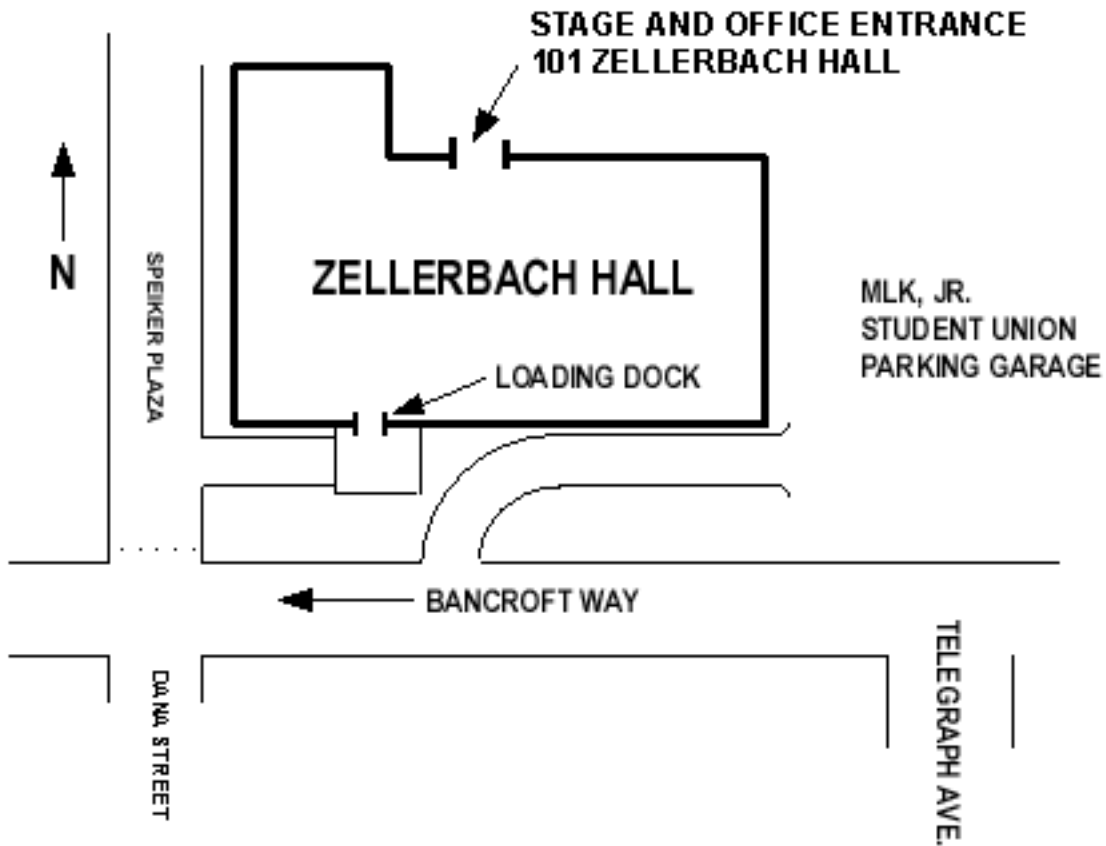 STAGE AND OFFICE ENTRANCE
101 ZELLERBACH HALL
N
SPEIKER PLAZA
ZELLERBACH HALL
MLK, JR.
STUDENT UNION
PARKING GARAGE
LOADING DOCK
BANCROFT WAY
DANA STREET
TELEGRAPH AVE.